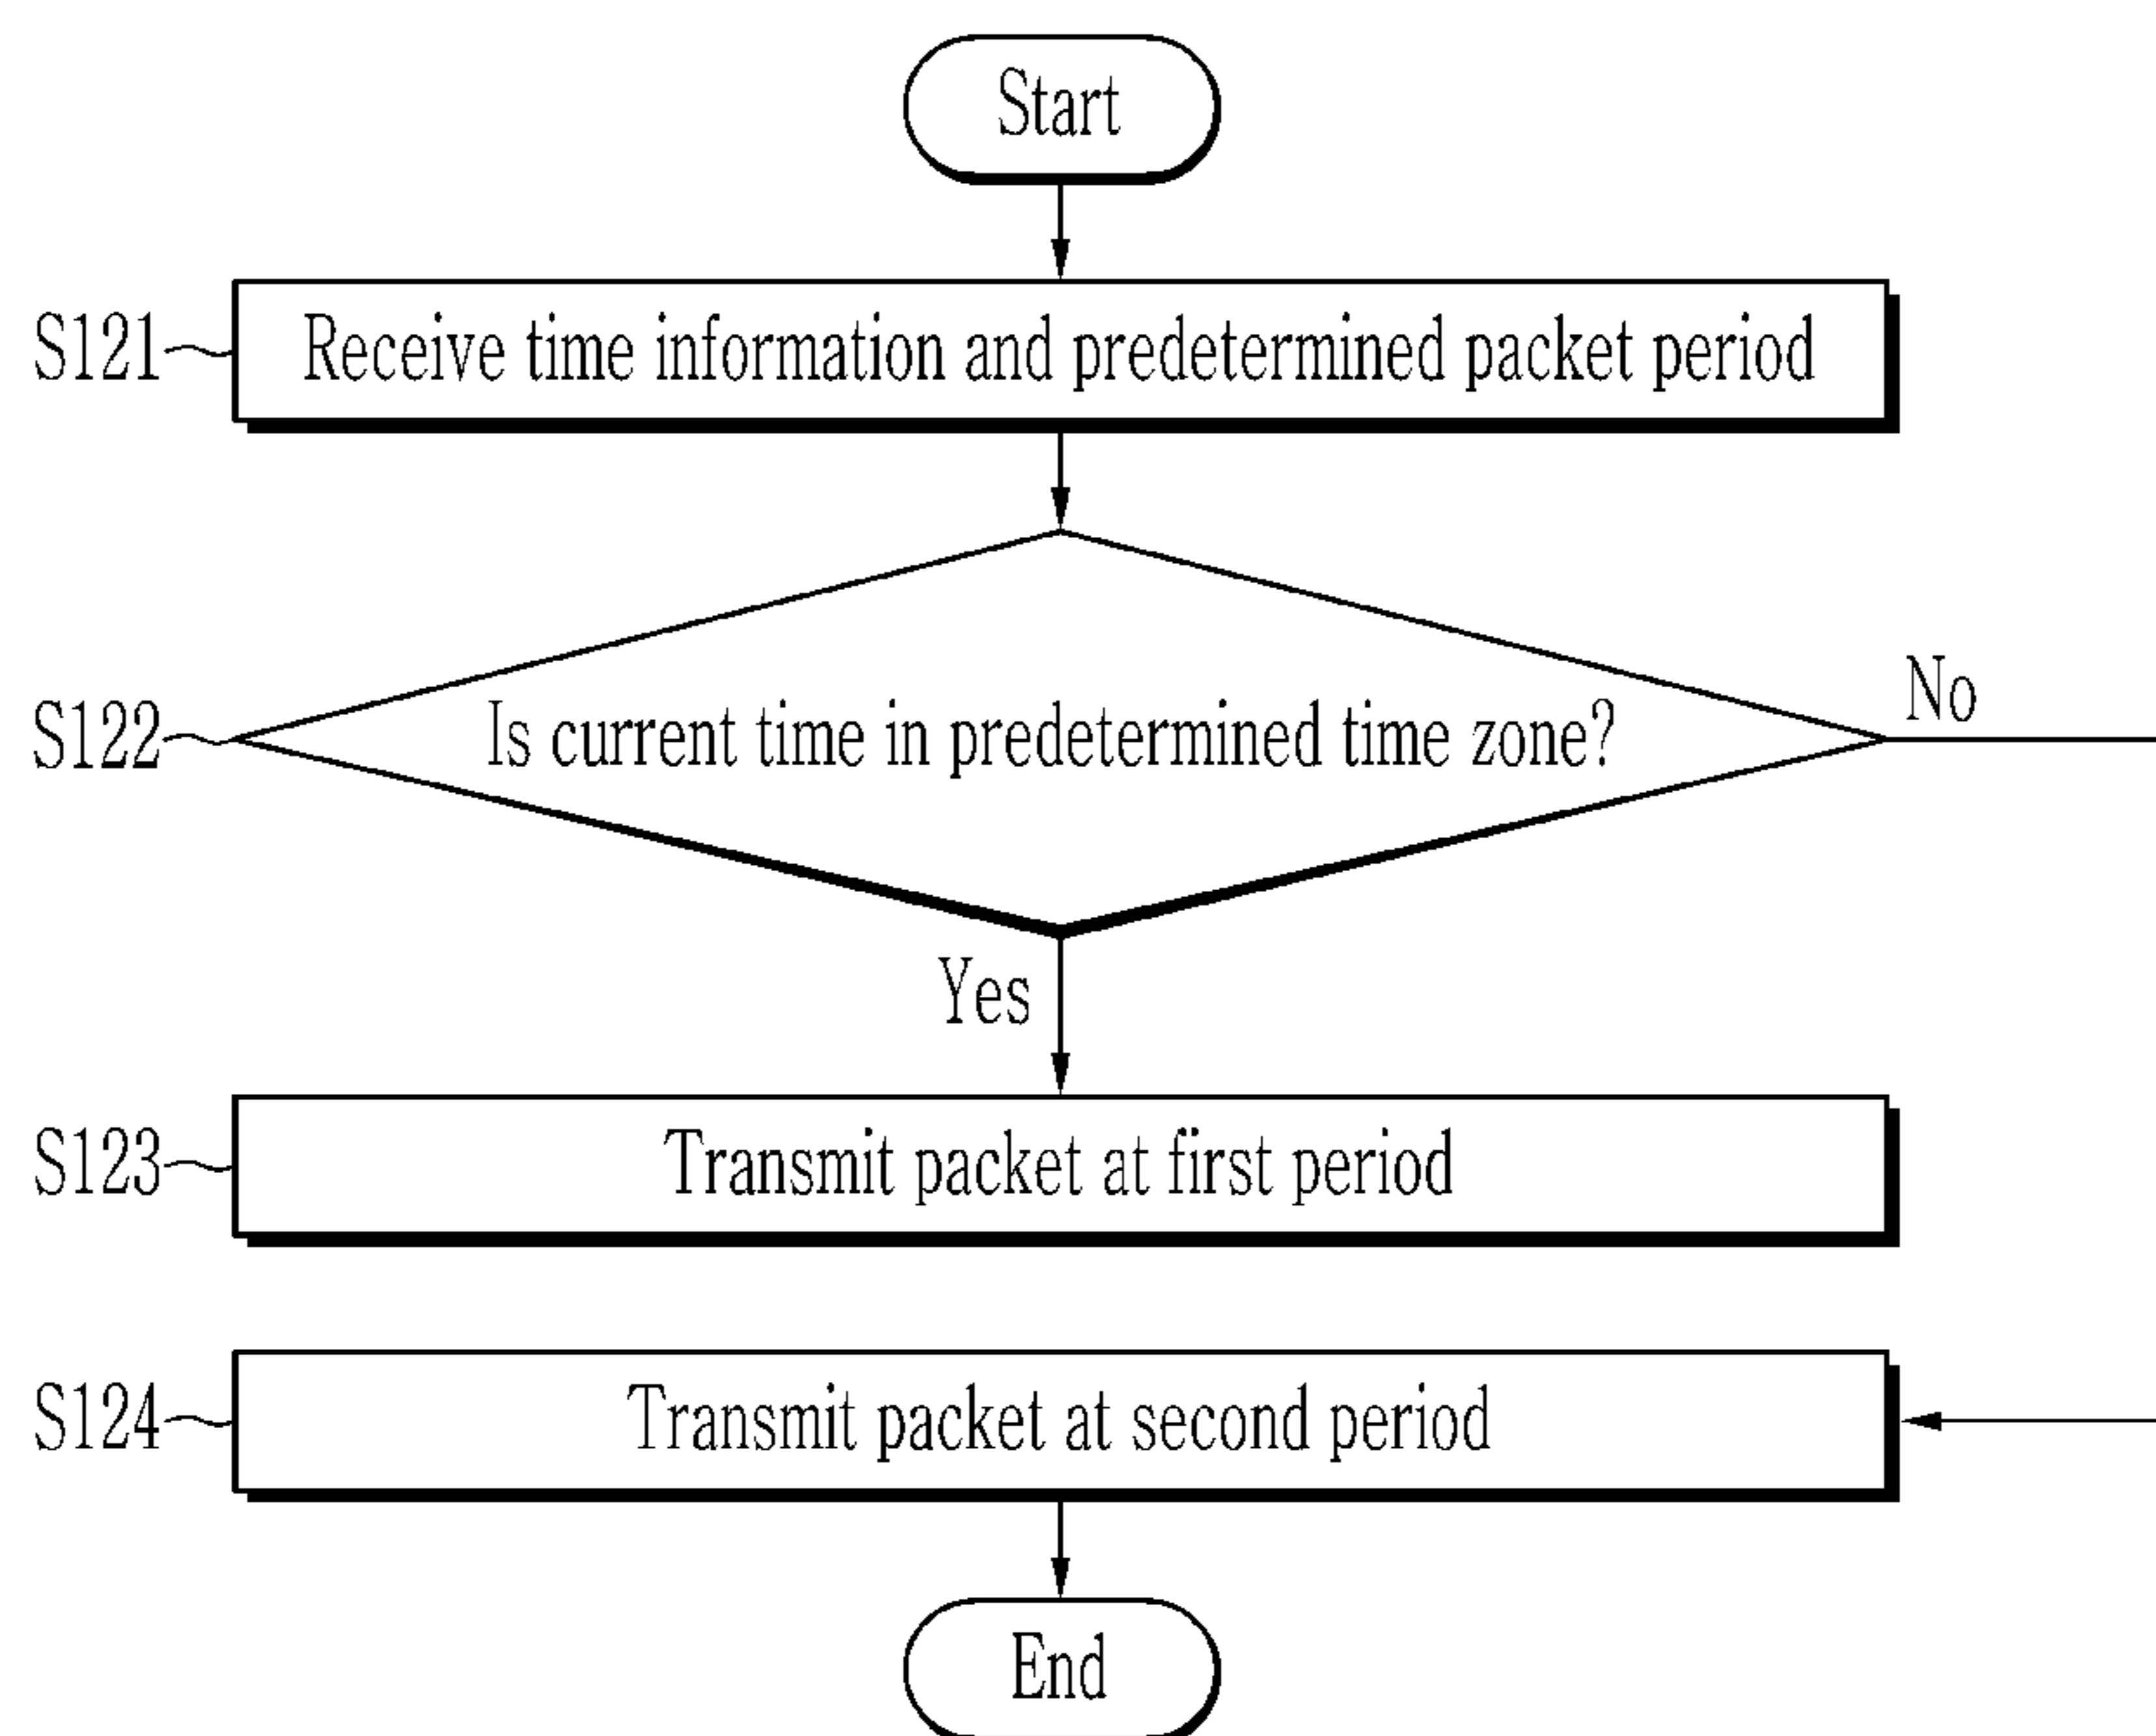 Start
S121
Receive time information and predetermined packet period
S122
Is current time in predetermined time zone?
No
Yes
S123
Transmit packet at first period
S124
Transmit packet at second period
End